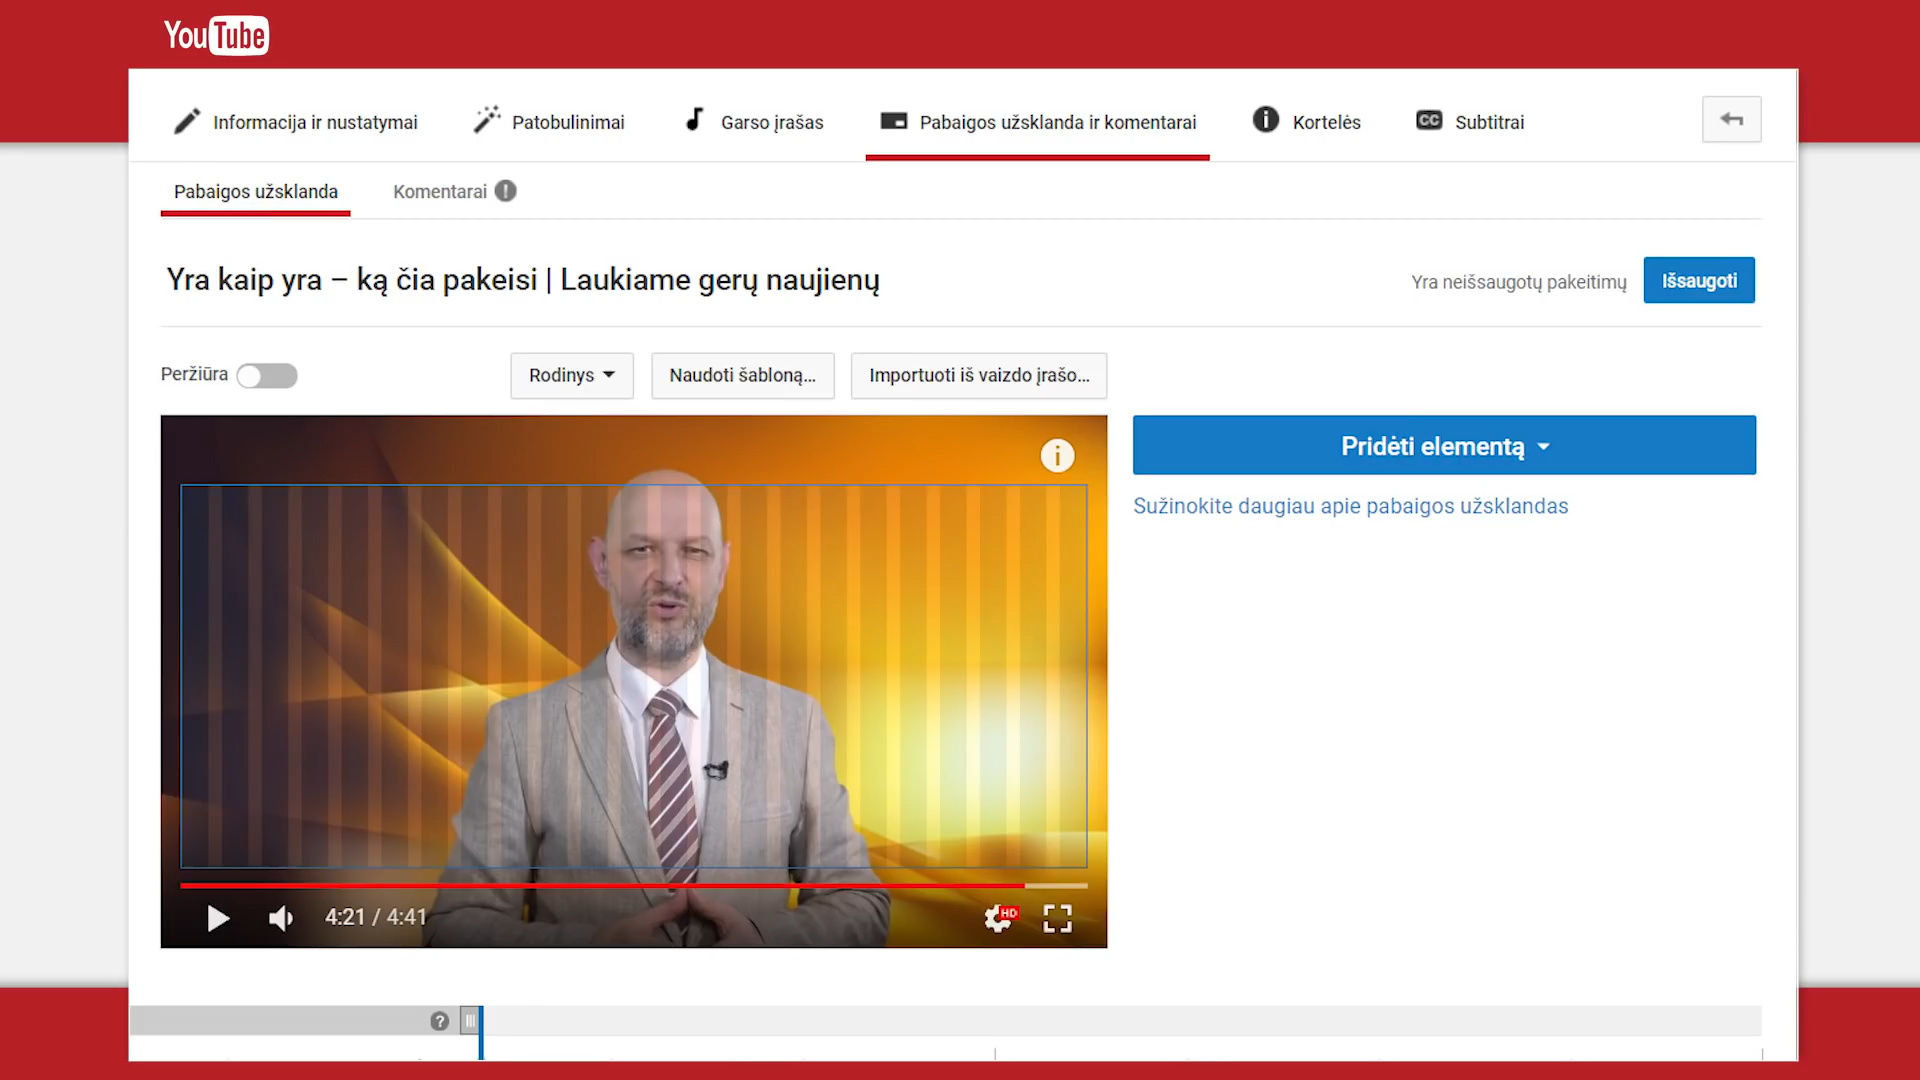 YouTube
Informacija ir nustatymai
Patobulinimai
Garso įrašas
Pabaigos užsklanda ir komentarai
Kortelės
CC Subtitrai
Pabaigos užsklanda
Komentarai
Yra kaip yra – ką čia pakeisi | Laukiame gerų naujienų
Yra neišsaugotų pakeitimų
Išsaugoti
Peržiūra
Rodinys
Naudoti šabloną...
Importuoti iš vaizdo įrašo...
Pridėti elementą
Sužinokite daugiau apie pabaigos užsklandas
4:21 / 4:41
HD